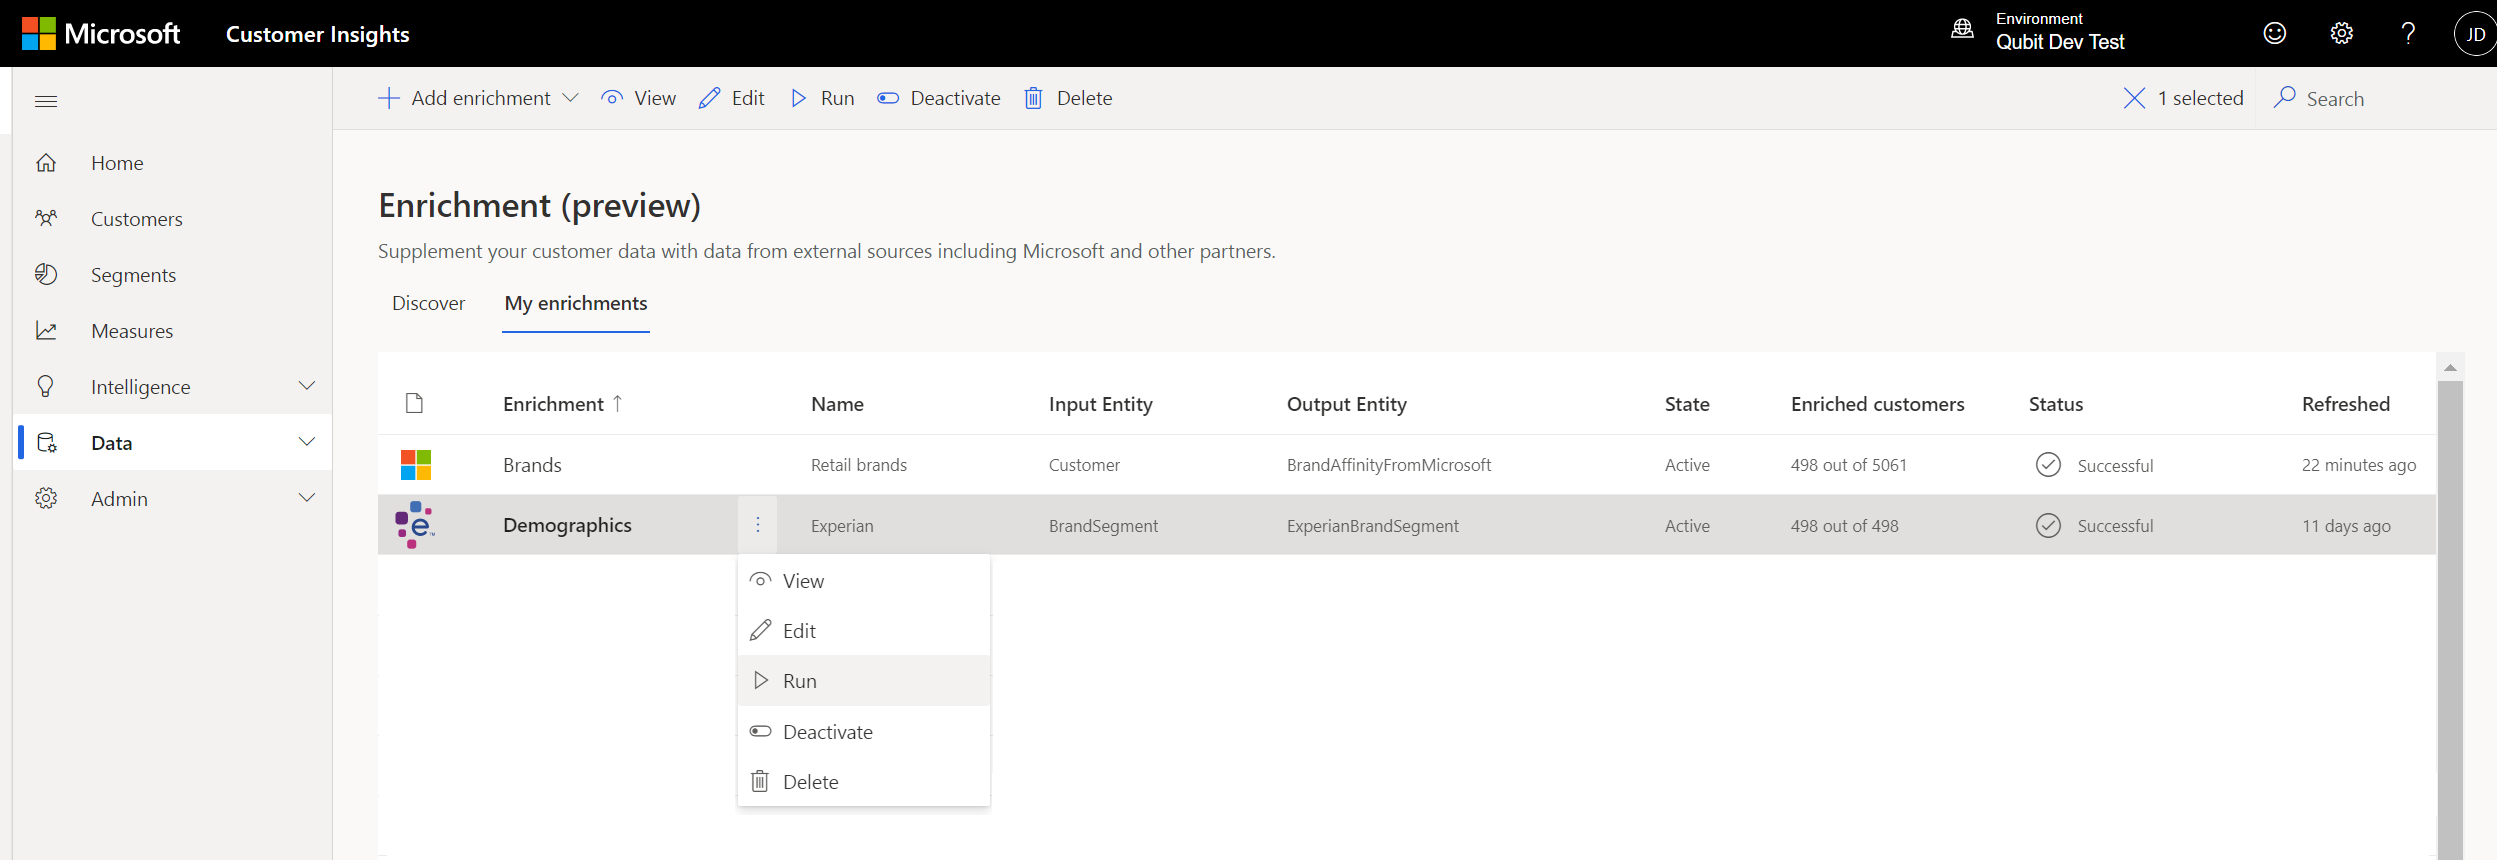 Microsoft Customer Insights
Environment
Qubit Dev Test
JD
Add enrichment View Edit Run Deactivate Delete 1 selected Search
Home
Customers
Segments
Measures
Intelligence
Data
Admin
Enrichment (preview)
Supplement your customer data with data from external sources including Microsoft and other partners.
Discover My enrichments
Enrichment ↑ Name Input Entity Output Entity State Enriched customers Status Refreshed
Brands Retail brands Customer BrandAffinityFromMicrosoft Active 498 out of 5061 Successful 22 minutes ago
e Demographics Experian BrandSegment ExperianBrandSegment Active 498 out of 498 Successful 11 days ago
View
Edit
Run
Deactivate
Delete